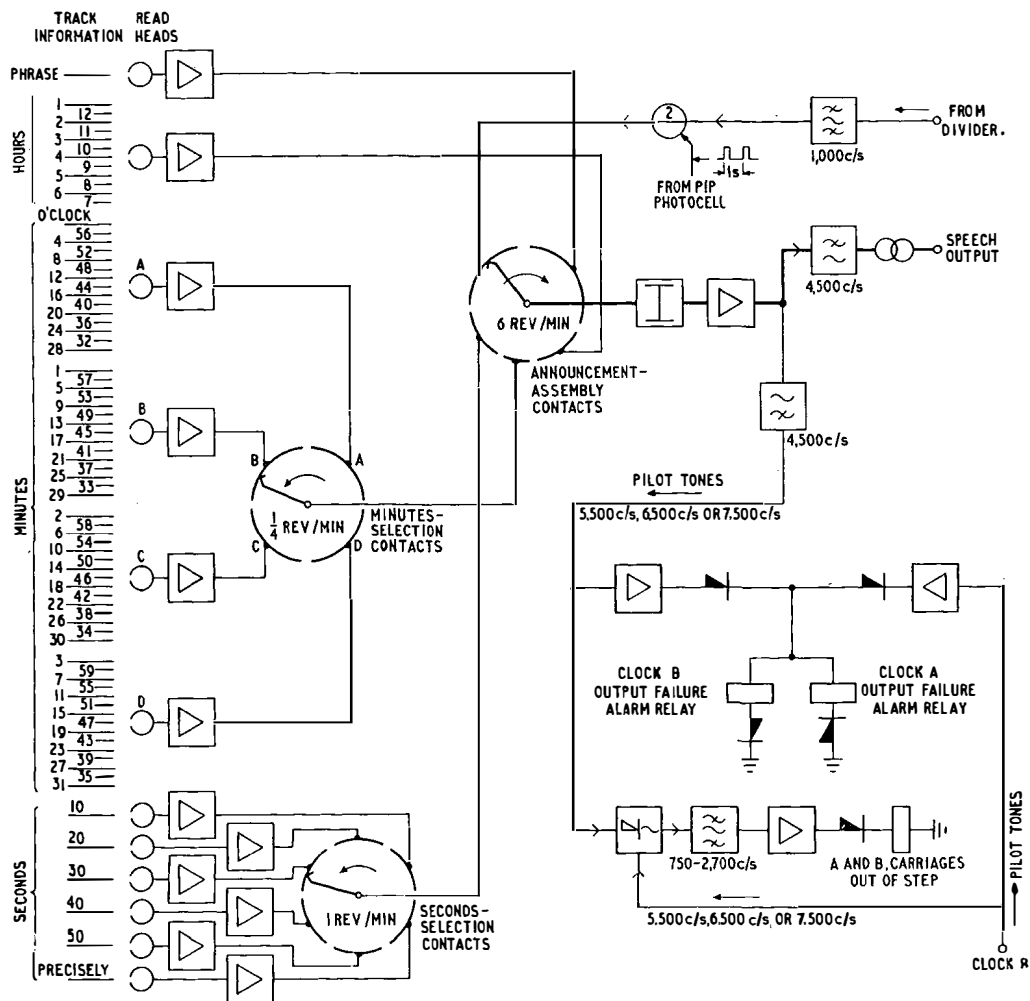 TRACK INFORMATION
READ HEADS
PHRASE
HOURS
1
12
2
11
3
10
4
9
5
8
6
7
O'CLOCK
MINUTES
56
4
52
8
48
12
44
16
40
20
36
24
32
28
A
1
57
5
53
9
49
13
45
17
41
21
37
25
33
29
B
2
58
6
54
10
50
14
46
18
42
22
38
26
34
30
C
3
59
7
55
11
51
15
47
19
43
23
39
27
35
31
D
SECONDS
10
20
30
40
50
PRECISELY
B
A
C
D
1/4 REV/MIN
MINUTES-
SELECTION
CONTACTS
1 REV/MIN
SECONDS-
SELECTION
CONTACTS
6 REV/MIN
ANNOUNCEMENT-
ASSEMBLY
CONTACTS
2
FROM PIP
PHOTOCELL
1s
1,000c/s
FROM
DIVIDER.
4,500c/s
SPEECH
OUTPUT
4,500c/s
PILOT TONES
5,500c/s, 6,500c/s OR 7,500c/s
CLOCK B
OUTPUT FAILURE
ALARM RELAY
CLOCK A
OUTPUT FAILURE
ALARM RELAY
750-2,700c/s
A AND B, CARRIAGES
OUT OF STEP
5,500c/s, 6,500 c/s, OR 7,500c/s
PILOT TONES
CLOCK B